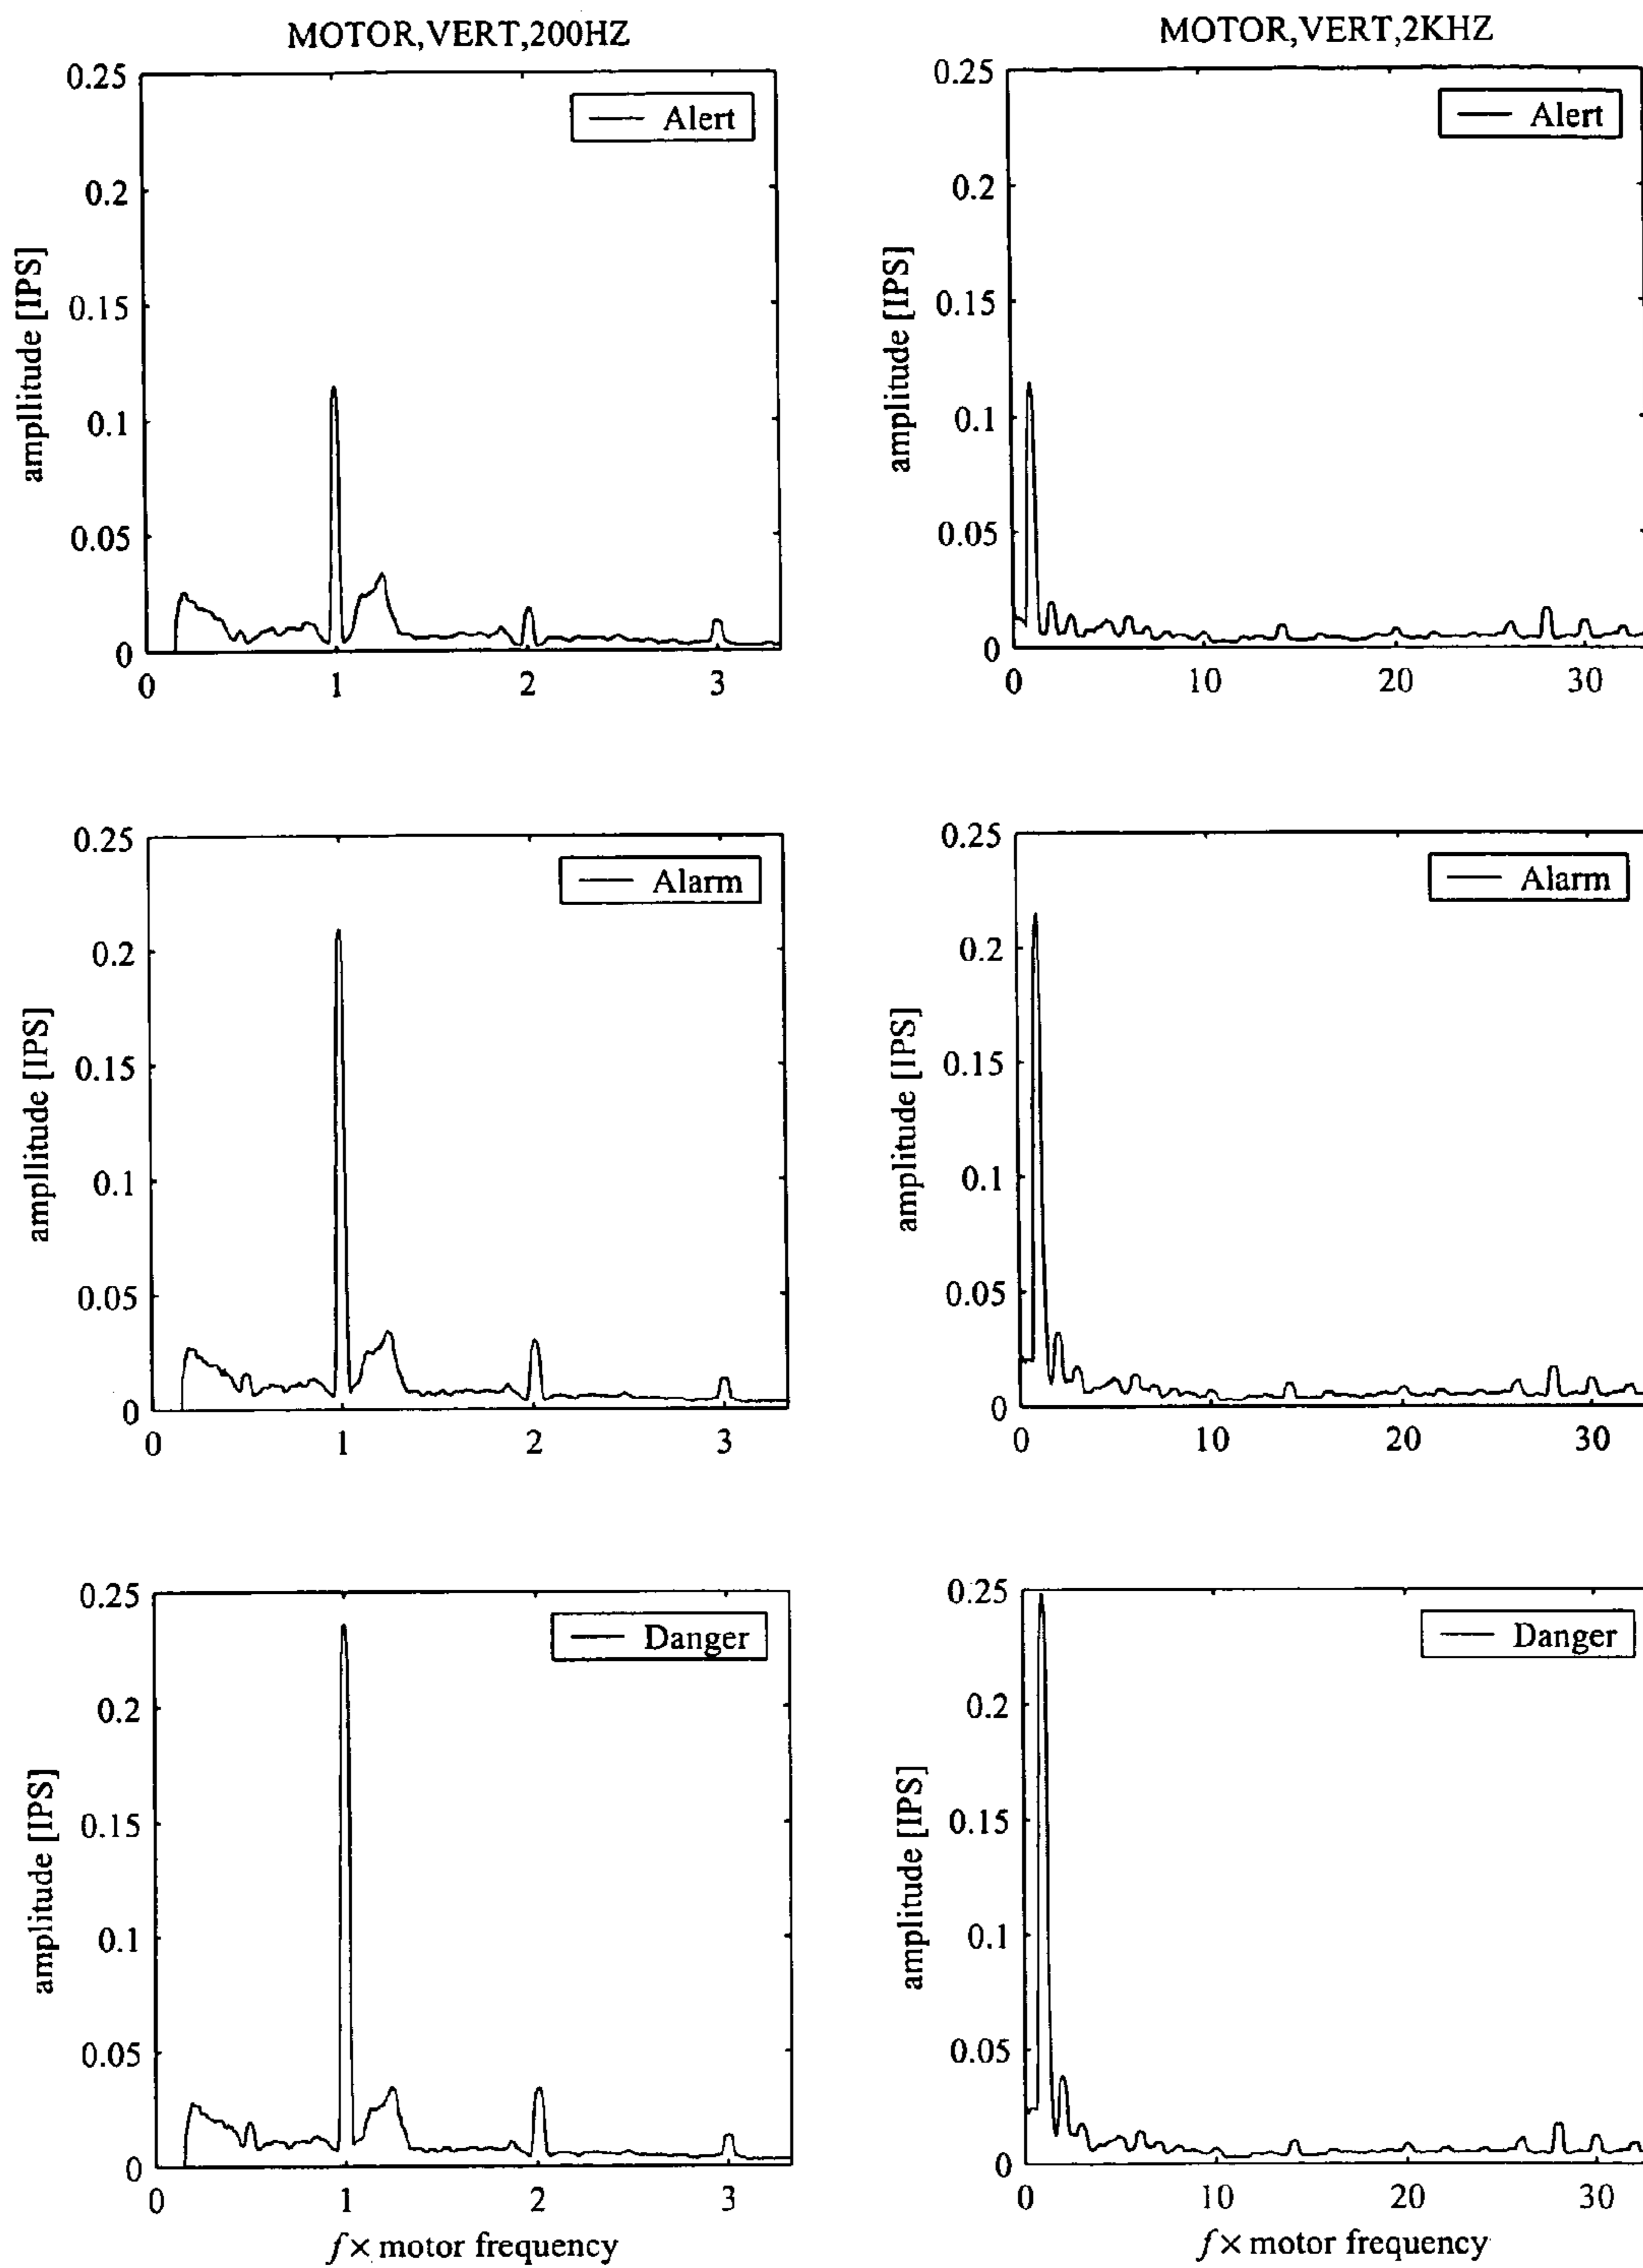 MOTOR,VERT,200HZ
Alert
0.25
0.2
0.15
0.1
0.05
0
0 1 2 3
ampllitude [IPS]
MOTOR,VERT,2KHZ
Alert
0.25
0.2
0.15
0.1
0.05
0
0 10 20 30
amplitude [IPS]
Alarm
0.25
0.2
0.15
0.1
0.05
0
0 1 2 3
ampllitude [IPS]
Alarm
0.25
0.2
0.15
0.1
0.05
0
0 10 20 30
amplitude [IPS]
Danger
0.25
0.2
0.15
0.1
0.05
0
0 1 2 3
amplitude [IPS]
f× motor frequency
Danger
0.25
0.2
0.15
0.1
0.05
0
0 10 20 30
amplitude [IPS]
f× motor frequency